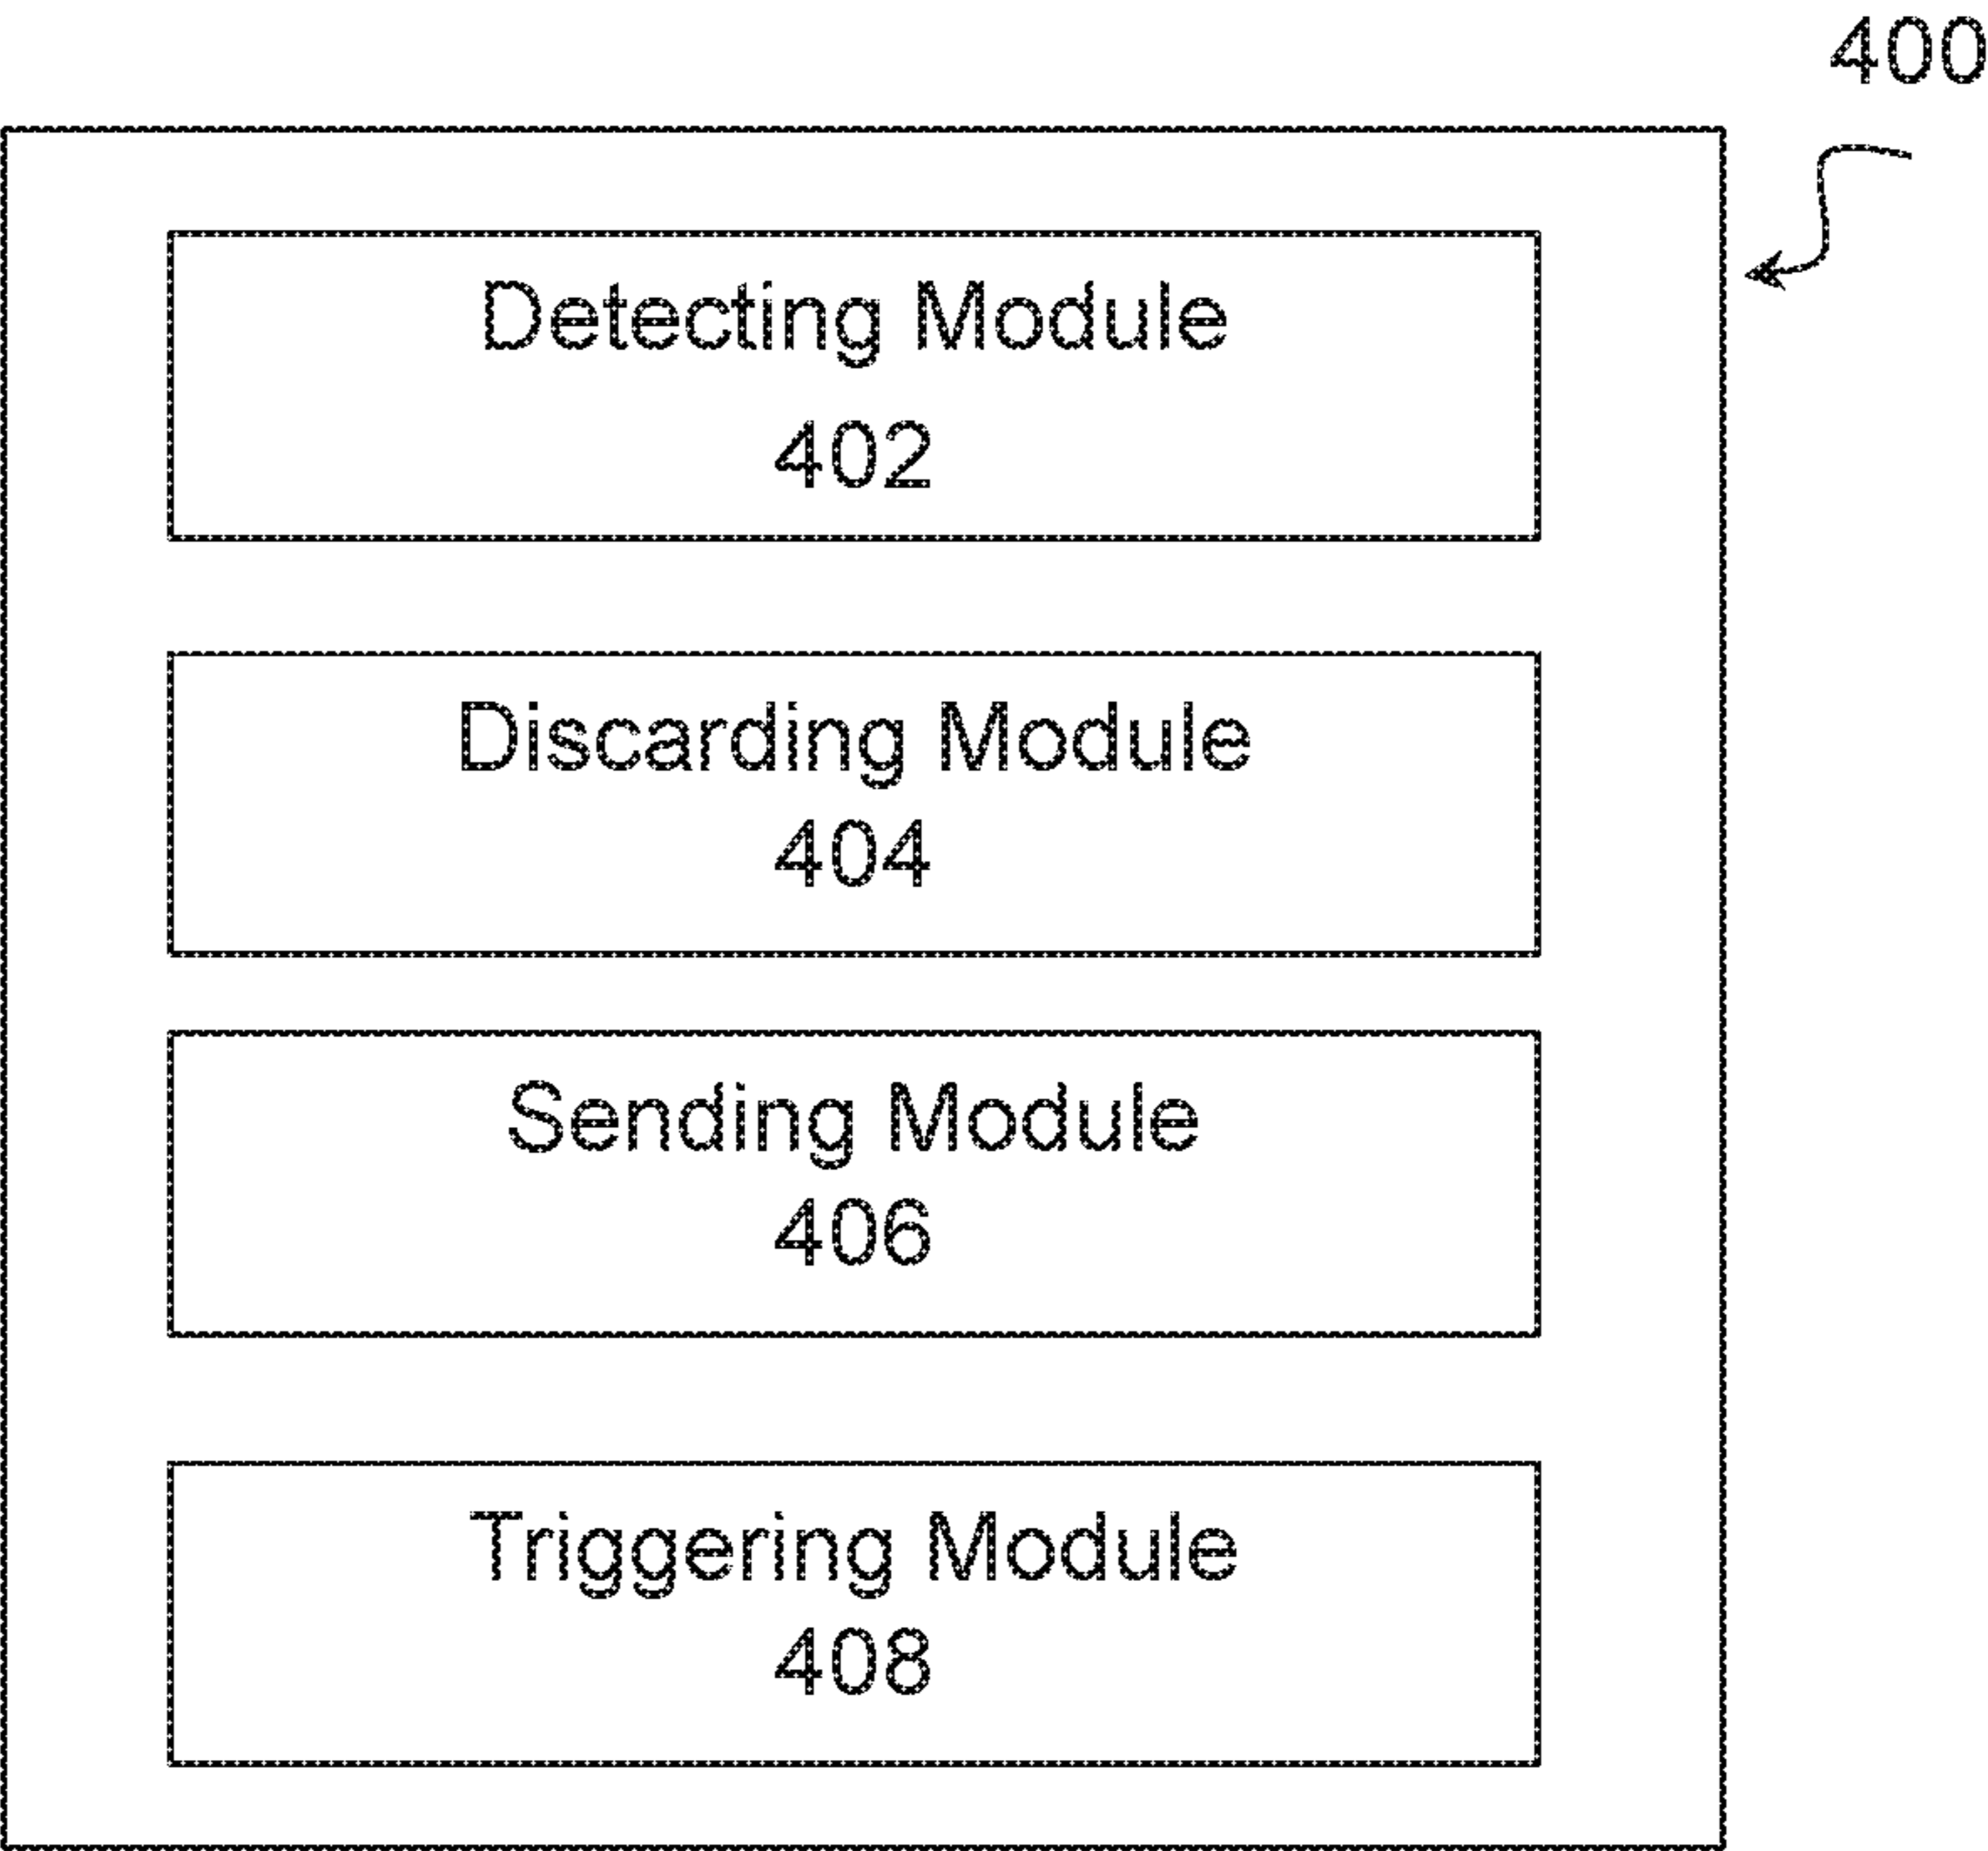 400
Detecting Module
402
Discarding Module
404
Sending Module
406
Triggering Module
408